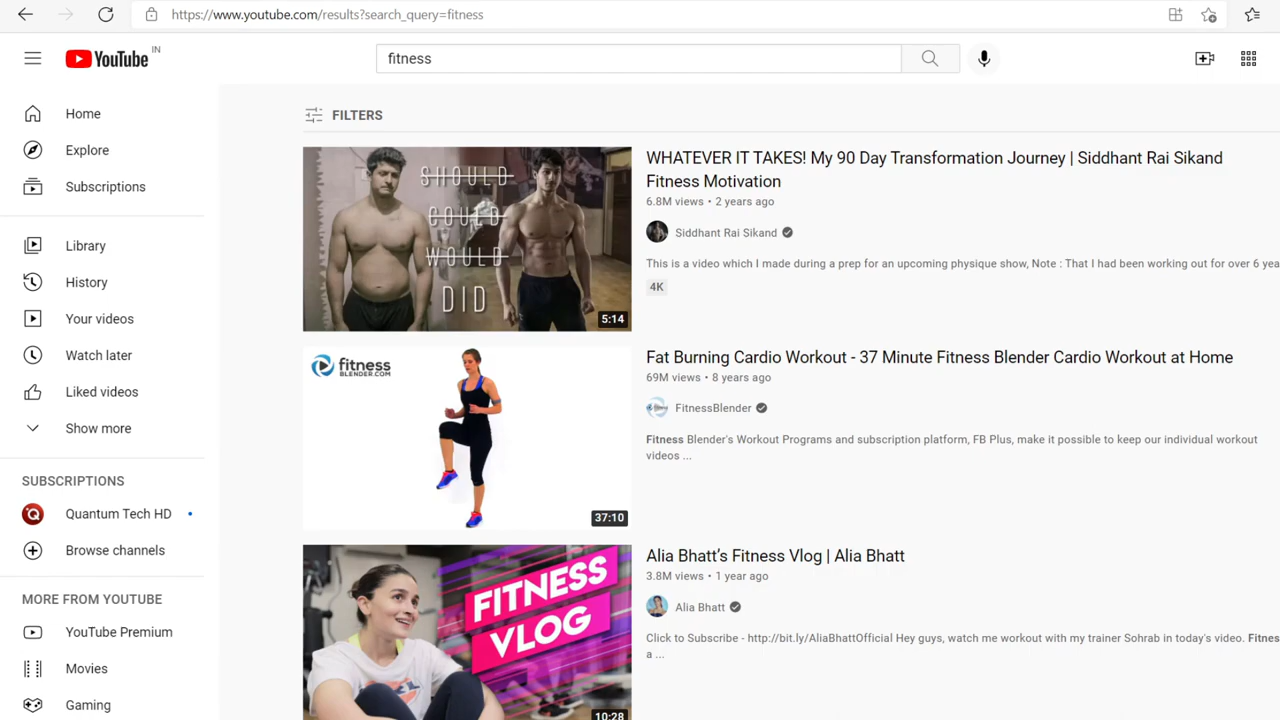 https://www.youtube.com/results?search_query=fitness
YouTube IN
fitness
Home
Explore
Subscriptions
Library
History
Your videos
Watch later
Liked videos
Show more
SUBSCRIPTIONS
Quantum Tech HD
Browse channels
MORE FROM YOUTUBE
YouTube Premium
Movies
Gaming
FILTERS
SHOULD
COULD
WOULD
DID
5:14
WHATEVER IT TAKES! My 90 Day Transformation Journey | Siddhant Rai Sikand
Fitness Motivation
6.8M views • 2 years ago
Siddhant Rai Sikand
This is a video which I made during a prep for an upcoming physique show, Note : That I had been working out for over 6 yea
4K
fitness
BLENDER.COM
37:10
Fat Burning Cardio Workout - 37 Minute Fitness Blender Cardio Workout at Home
69M views • 8 years ago
FitnessBlender
Fitness Blender's Workout Programs and subscription platform, FB Plus, make it possible to keep our individual workout
videos ...
FITNESS
VLOG
10:28
Alia Bhatt's Fitness Vlog | Alia Bhatt
3.8M views • 1 year ago
Alia Bhatt
Click to Subscribe - http://bit.ly/AliaBhattOfficial Hey guys, watch me workout with my trainer Sohrab in today's video. Fitnes
a ...